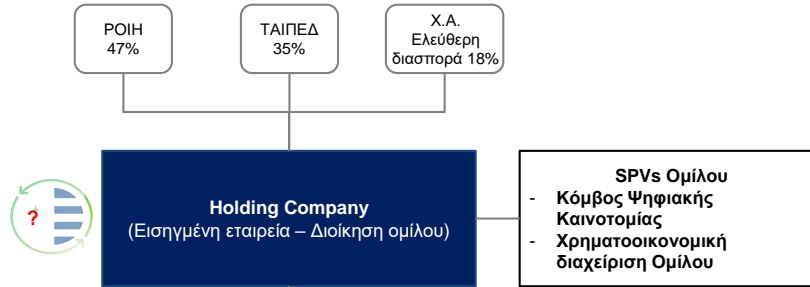 POIH
47%
ΤΑΙΠΕΔ
35%
Χ.Α.
Ελεύθερη
διασπορά 18%
?
Holding Company
(Εισηγμένη εταιρεία – Διοίκηση ομίλου)
SPVs Ομίλου
- Κόμβος Ψηφιακής
Καινοτομίας
- Χρηματοοικονομική
διαχείριση Ομίλου